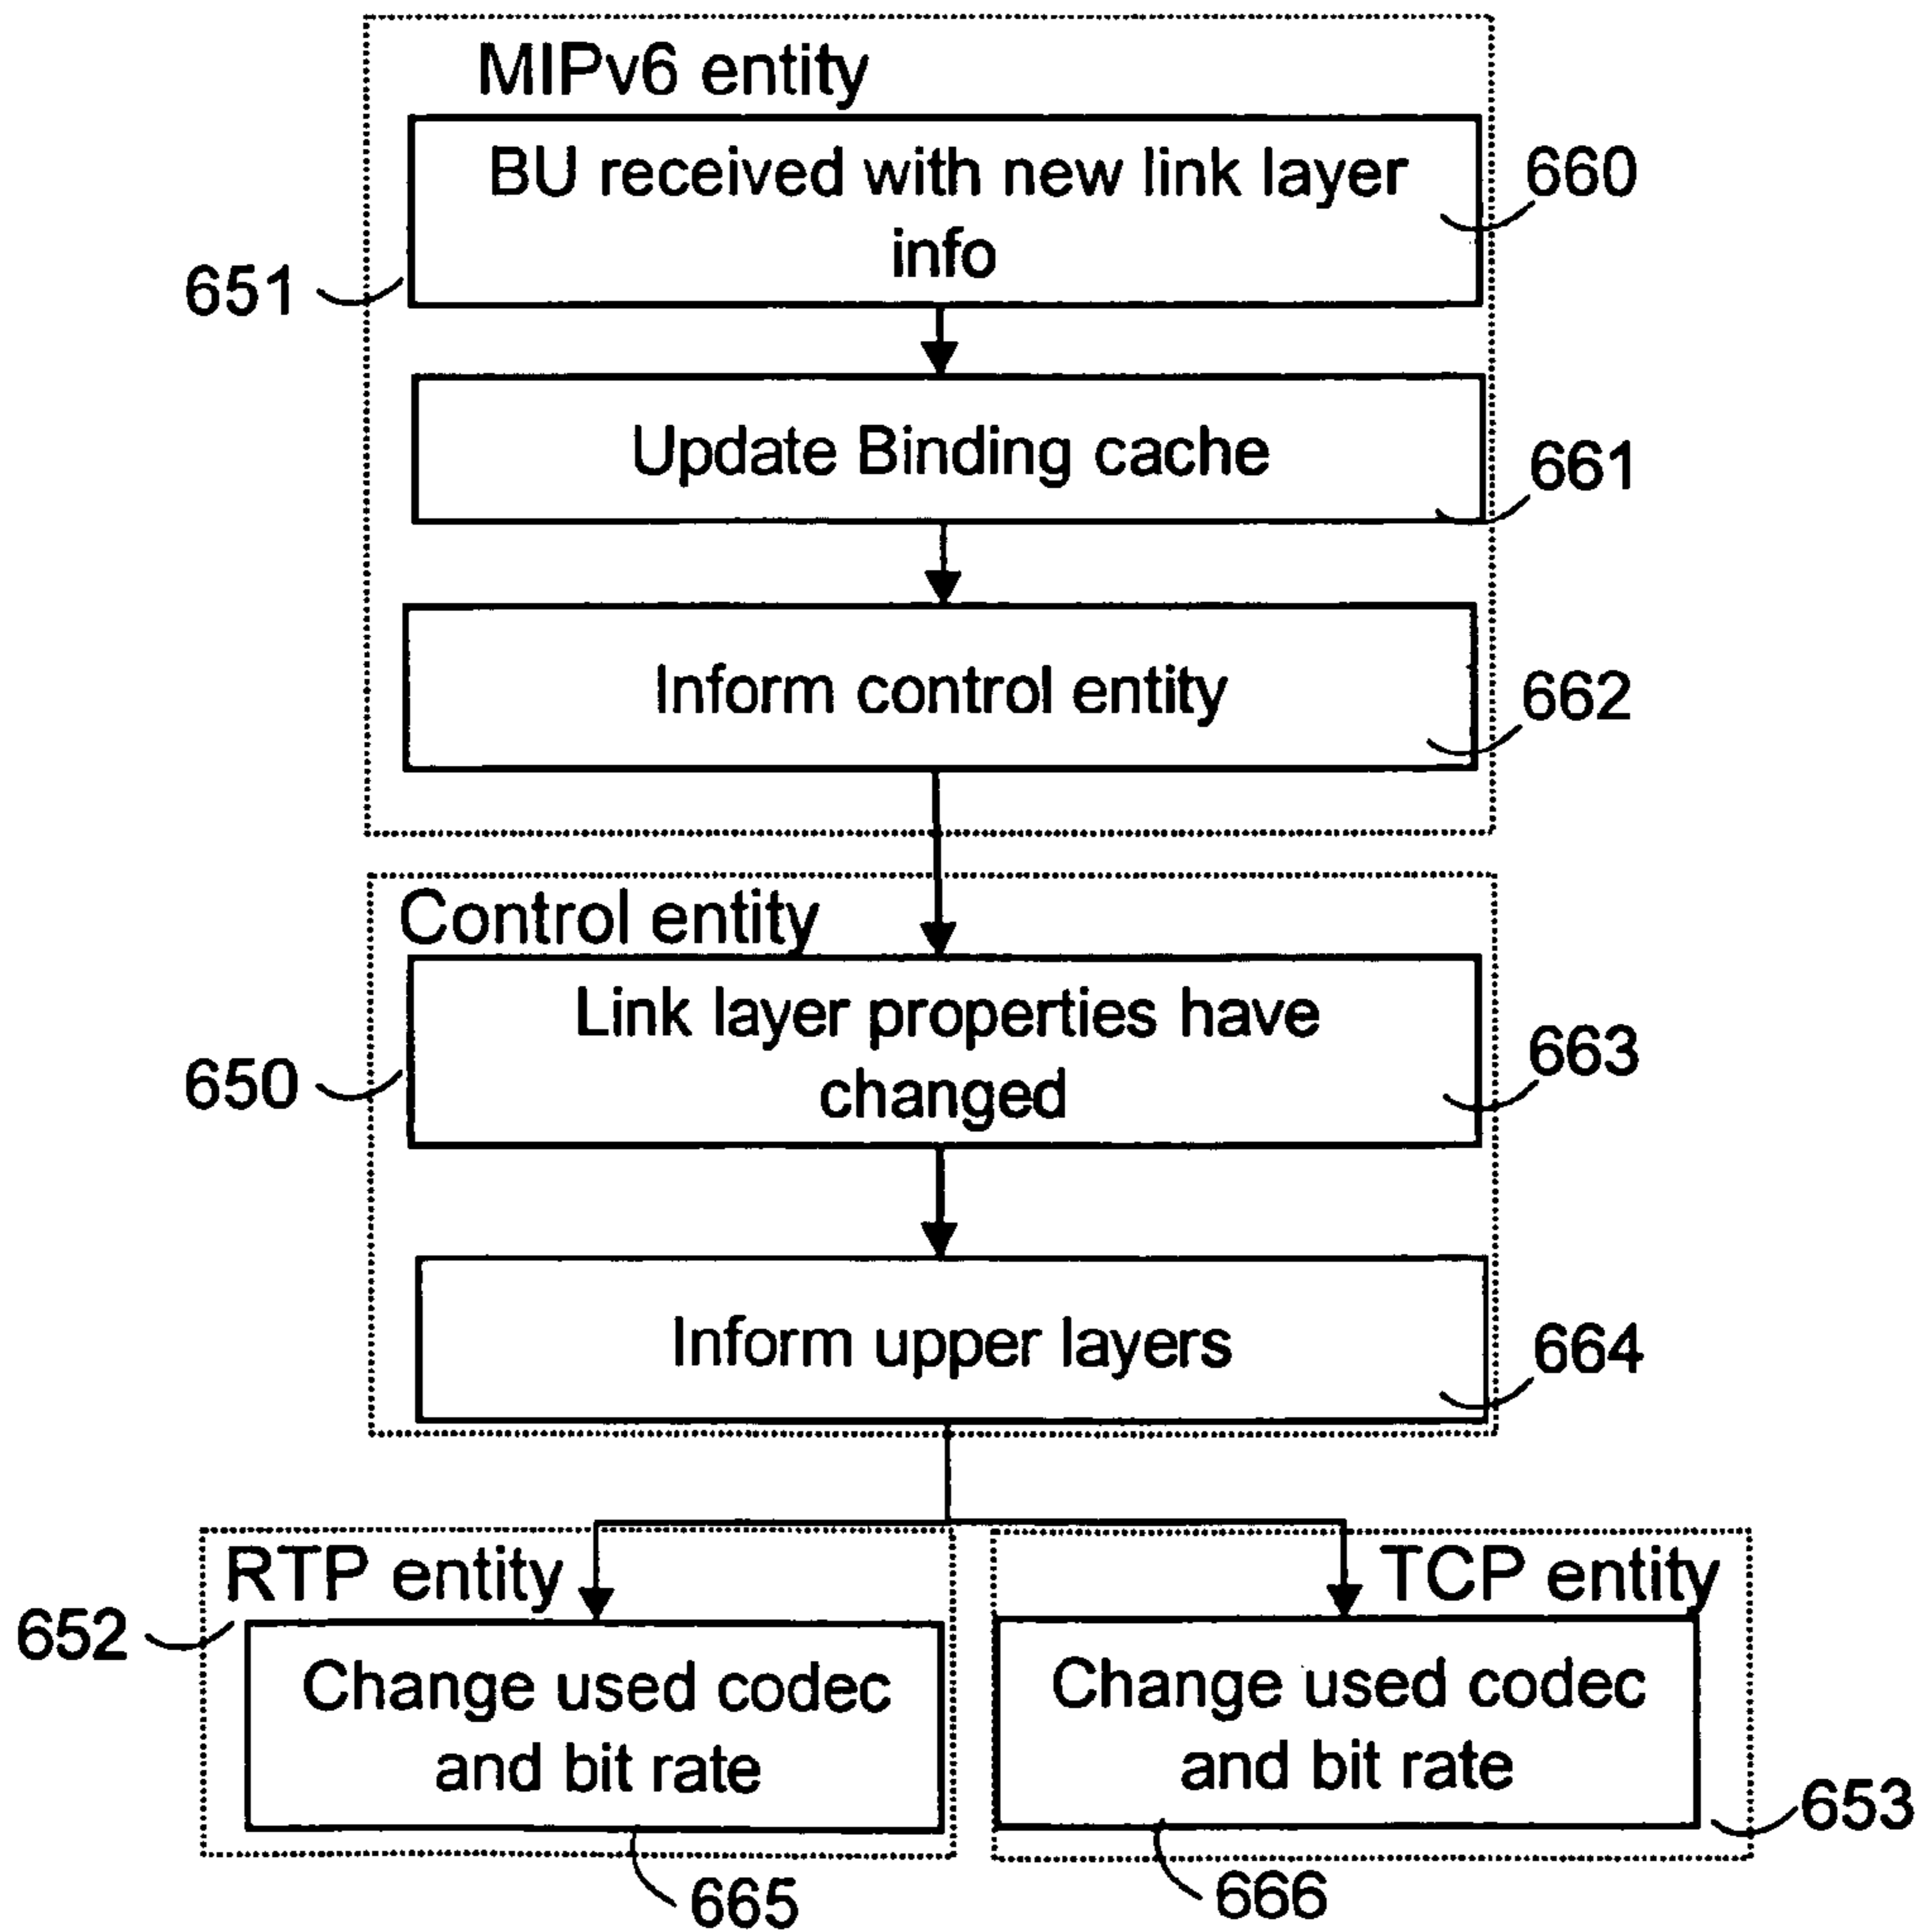 MIPv6 entity
BU received with new link layer
info
660
651
Update Binding cache
661
Inform control entity
662
Control entity
Link layer properties have
changed
663
650
Inform upper layers
664
RTP entity
TCP entity
652
Change used codec
and bit rate
Change used codec
and bit rate
653
665
666